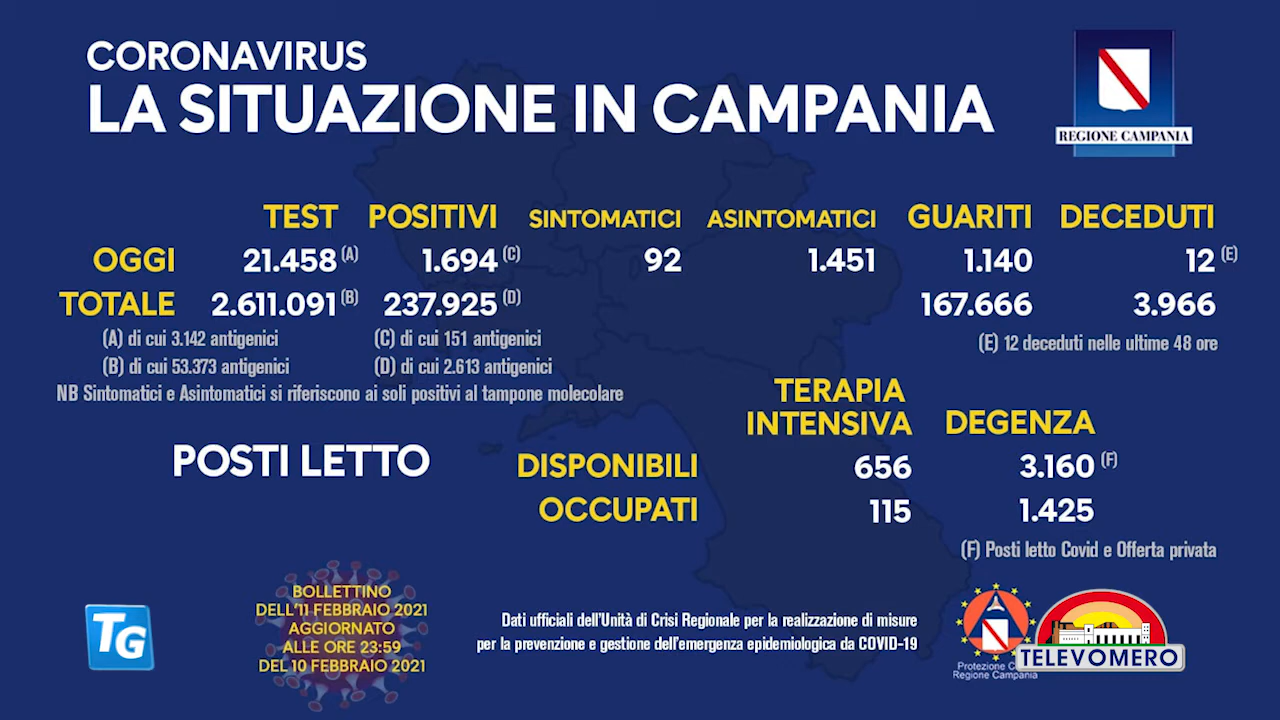 CORONAVIRUS
LA SITUAZIONE IN CAMPANIA
REGIONE CAMPANIA
TEST POSITIVI SINTOMATICI ASINTOMATICI GUARITI DECEDUTI
OGGI 21.458 (A) 1.694 (C) 92 1.451 1.140 12 (E)
TOTALE 2.611.091 (B) 237.925 (D) 167.666 3.966
(A) di cui 3.142 antigenici (C) di cui 151 antigenici (E) 12 deceduti nelle ultime 48 ore
(B) di cui 53.373 antigenici (D) di cui 2.613 antigenici
NB Sintomatici e Asintomatici si riferiscono ai soli positivi al tampone molecolare
TERAPIA
INTENSIVA DEGENZA
POSTI LETTO
DISPONIBILI 656 3.160 (F)
OCCUPATI 115 1.425
(F) Posti letto Covid e Offerta privata
TG
BOLLETTINO
DELL'11 FEBBRAIO 2021
AGGIORNATO
ALLE ORE 23:59
DEL 10 FEBBRAIO 2021
Dati ufficiali dell'Unità di Crisi Regionale per la realizzazione di misure
per la prevenzione e gestione dell'emergenza epidemiologica da COVID-19
Protezione
Regione Campania
TELEVOMERO